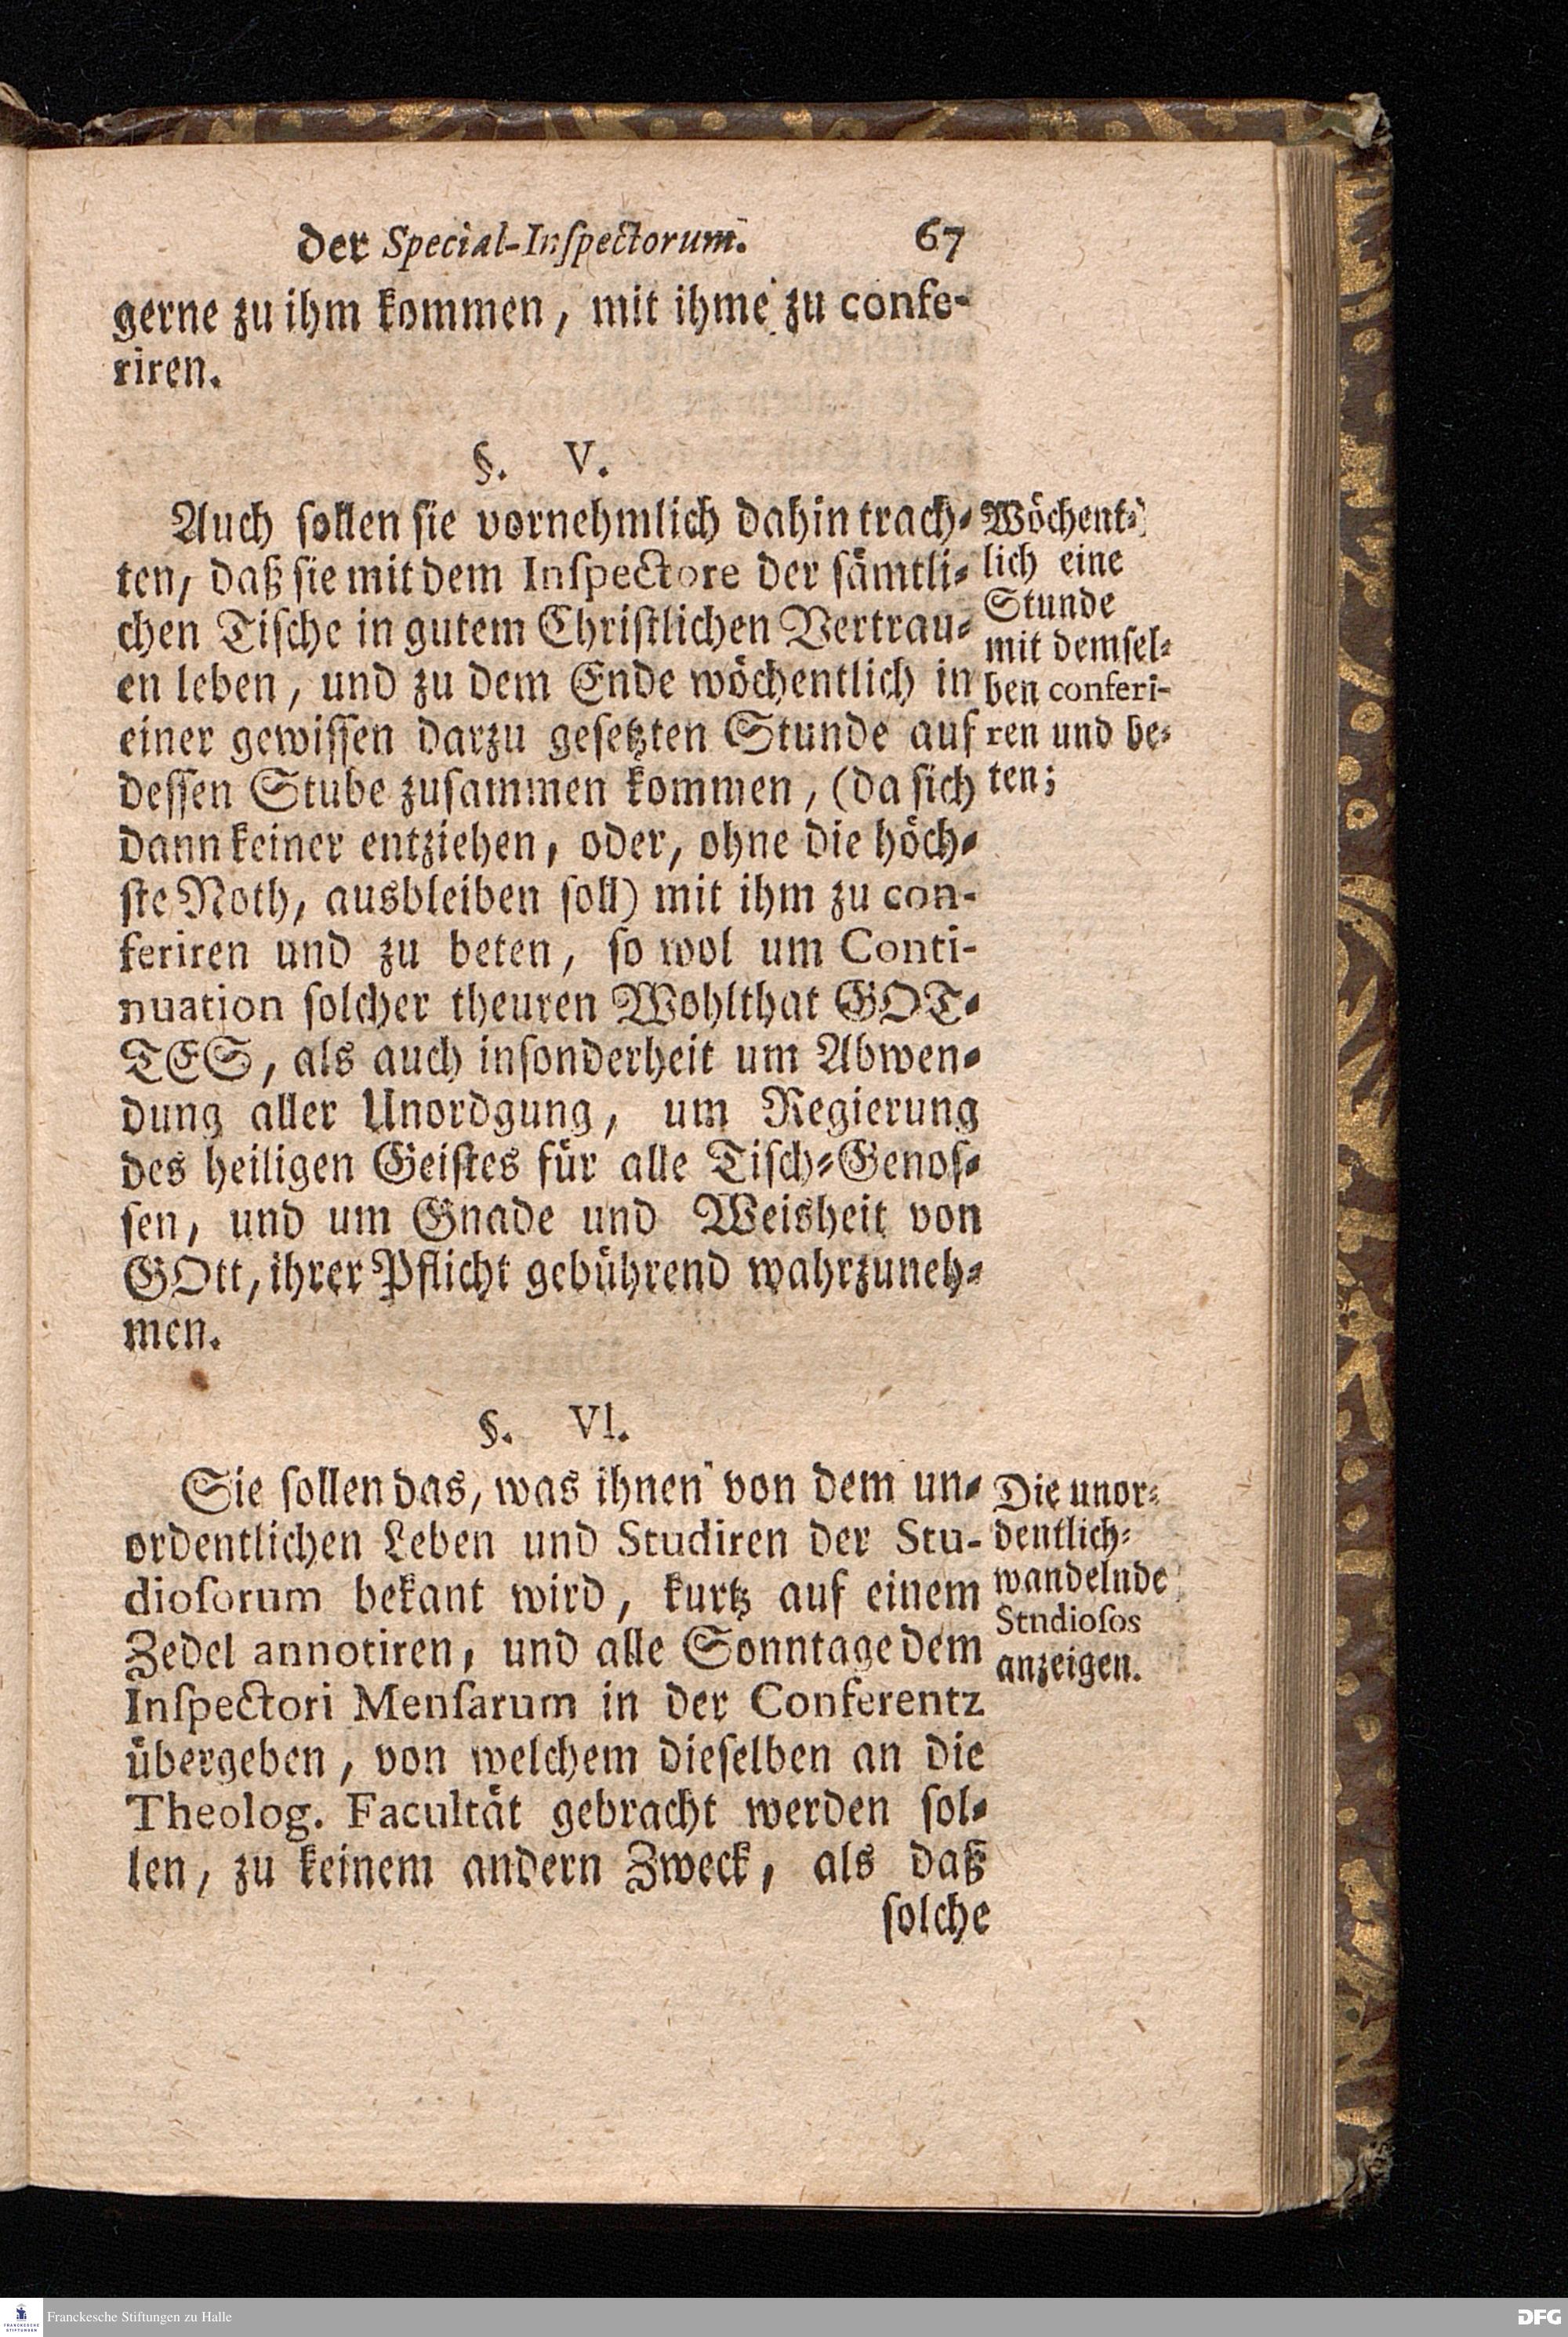 der Special-Inſpectorum. 67
gerne zu ihm kommen, mit ihme zu confe-
riren.
§. V.
Auch ſollen ſie vornehmlich dahin trach-
ten, daß ſie mit dem Inſpectore der ſämtli-
chen Tiſche in gutem Chriſtlichen Vertrau-
en leben, und zu dem Ende wöchentlich in
einer gewiſſen darzu geſetzten Stunde auf
deſſen Stube zuſammen kommen, (da ſich
dann keiner entziehen, oder, ohne die höch-
ſte Noth, ausbleiben ſoll) mit ihm zu con-
feriren und zu beten, ſo wol um Conti-
nuation ſolcher theuren Wohlthat GOT-
TES, als auch inſonderheit um Abwen-
dung aller Unordgung, um Regierung
des heiligen Geiſtes für alle Tiſch-Genoſ-
ſen, und um Gnade und Weisheit von
GOtt, ihrer Pflicht gebührend wahrzuneh-
men.
Wöchent-
lich eine
Stunde
mit demſel-
ben conferi-
ren und be-
ten;
§. VI.
Sie ſollen das, was ihnen von dem un-
ordentlichen Leben und Studiren der Stu-
dioſorum bekant wird, kurtz auf einem
Zedel annotiren, und alle Sonntage dem
Inſpectori Menſarum in der Conferentz
übergeben, von welchem dieſelben an die
Theolog. Facultät gebracht werden ſol-
len, zu keinem andern Zweck, als daß
ſolche
Die unor-
dentlich-
wandelnde
Stndioſos
anzeigen.
FRANCKESCHE STIFTUNGEN
Franckesche Stiftungen zu Halle
DFG